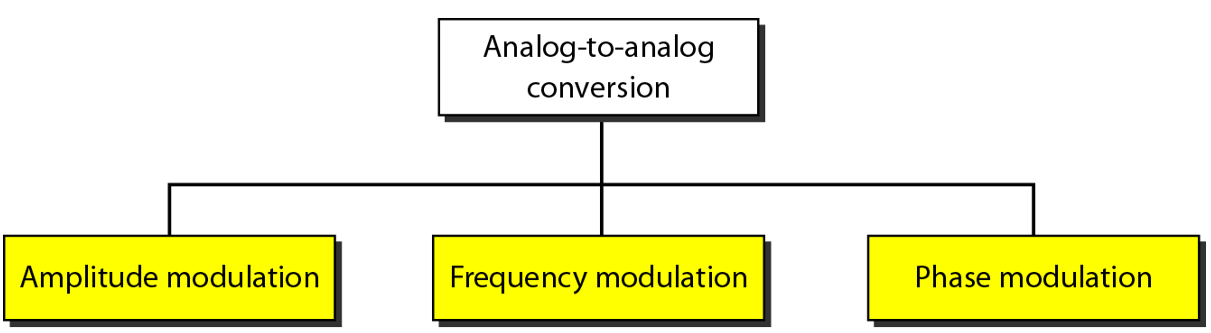 Analog-to-analog
conversion
Amplitude modulation
Frequency modulation
Phase modulation